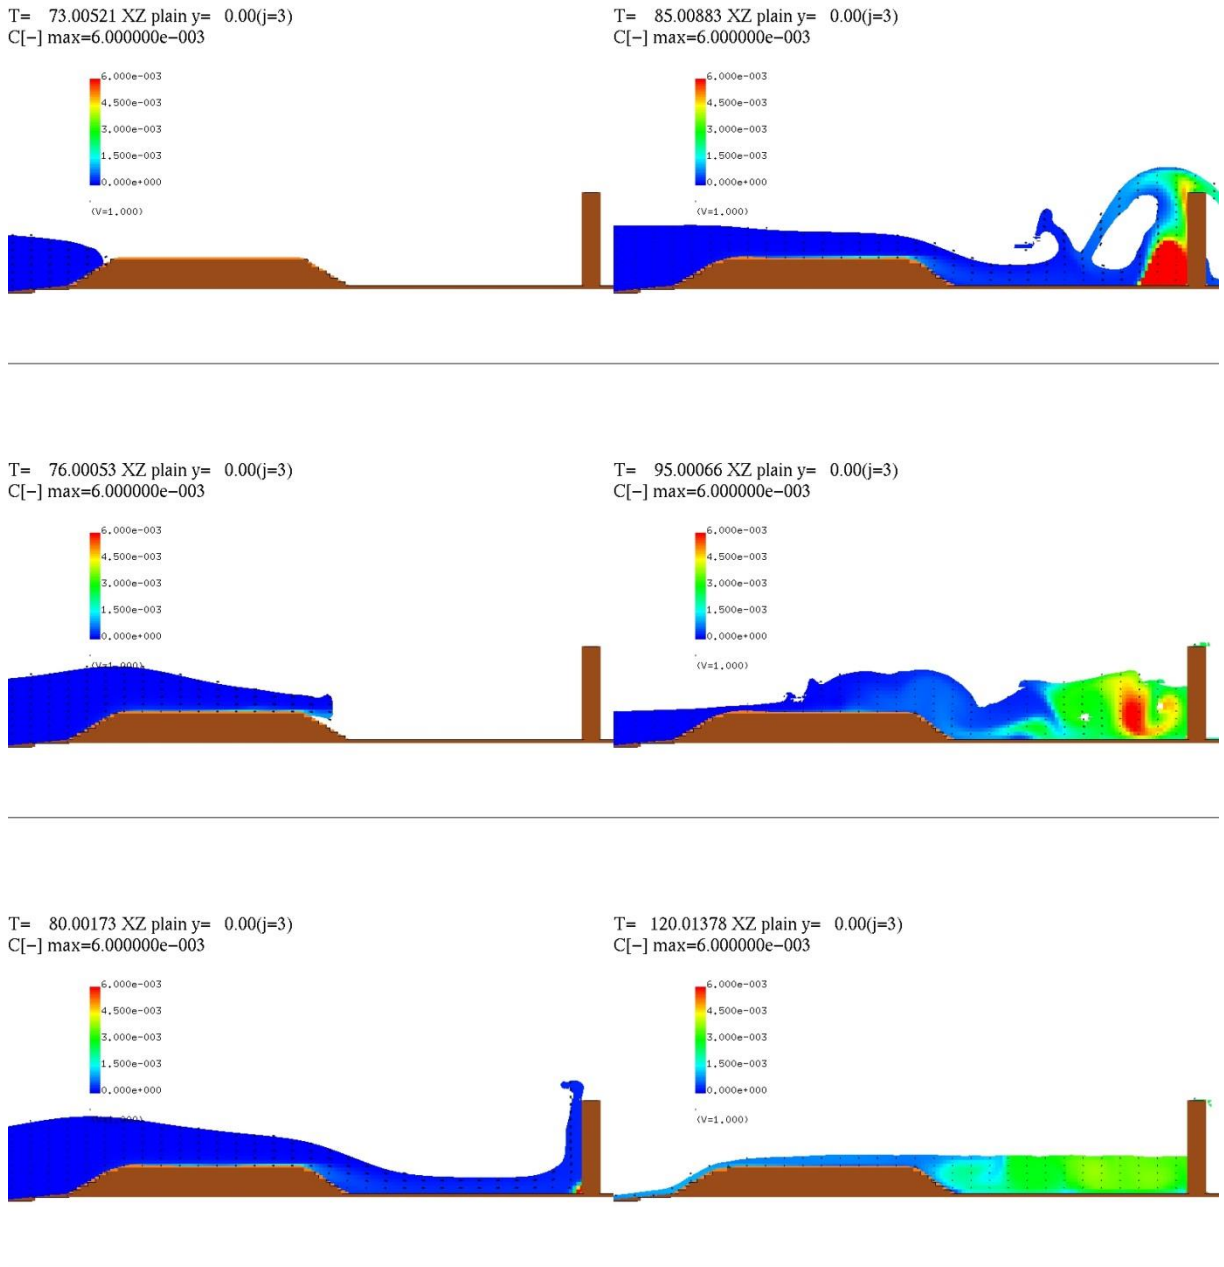 T= 73.00521 XZ plain y= 0.00(j=3)
C[−] max=6.000000e−003
6.000e-003
4.500e-003
3.000e-003
1.500e-003
0.000e+000
(V=1.000)
T= 85.00883 XZ plain y= 0.00(j=3)
C[−] max=6.000000e−003
6.000e-003
4.500e-003
3.000e-003
1.500e-003
0.000e+000
(V=1.000)
T= 76.00053 XZ plain y= 0.00(j=3)
C[−] max=6.000000e−003
6.000e-003
4.500e-003
3.000e-003
1.500e-003
0.000e+000
(V=1.000)
T= 95.00066 XZ plain y= 0.00(j=3)
C[−] max=6.000000e−003
6.000e-003
4.500e-003
3.000e-003
1.500e-003
0.000e+000
(V=1.000)
T= 80.00173 XZ plain y= 0.00(j=3)
C[−] max=6.000000e−003
6.000e-003
4.500e-003
3.000e-003
1.500e-003
0.000e+000
T= 120.01378 XZ plain y= 0.00(j=3)
C[−] max=6.000000e−003
6.000e-003
4.500e-003
3.000e-003
1.500e-003
0.000e+000
(V=1.000)